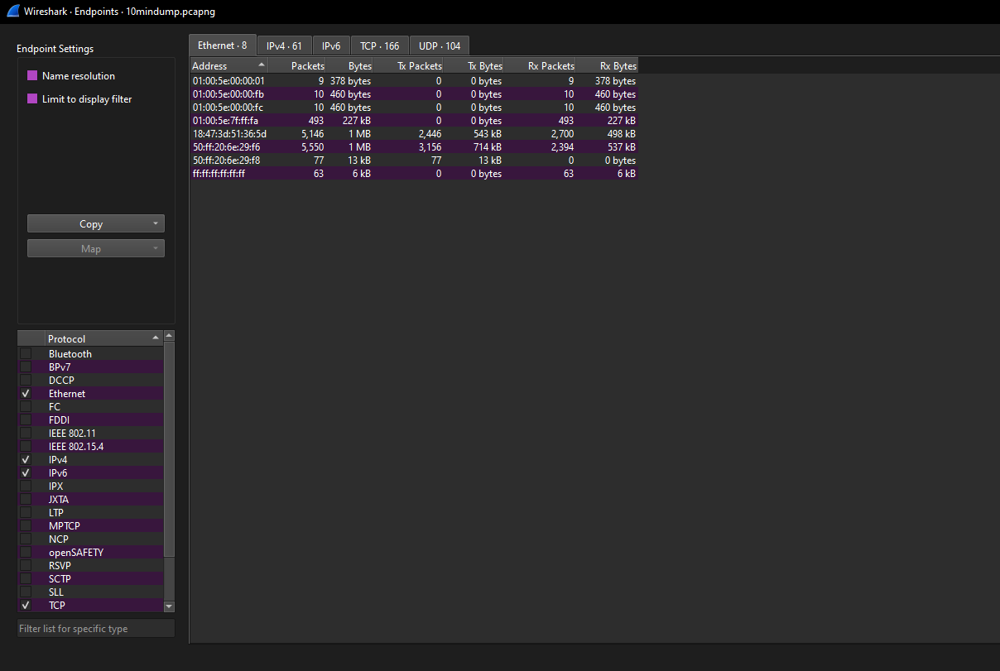 Wireshark · Endpoints · 10mindump.pcapng
Endpoint Settings
Name resolution
Limit to display filter
Copy
Map
Protocol
Bluetooth
BPv7
DCCP
Ethernet
FC
FDDI
IEEE 802.11
IEEE 802.15.4
IPv4
IPv6
IPX
JXTA
LTP
MPTCP
NCP
openSAFETY
RSVP
SCTP
SLL
TCP
Filter list for specific type
Ethernet · 8 IPv4 · 61 IPv6 TCP · 166 UDP · 104
Address Packets Bytes Tx Packets Tx Bytes Rx Packets Rx Bytes
01:00:5e:00:00:01 9 378 bytes 0 0 bytes 9 378 bytes
01:00:5e:00:00:fb 10 460 bytes 0 0 bytes 10 460 bytes
01:00:5e:00:00:fc 10 460 bytes 0 0 bytes 10 460 bytes
01:00:5e:7f:ff:fa 493 227 kB 0 0 bytes 493 227 kB
18:47:3d:51:36:5d 5,146 1 MB 2,446 543 kB 2,700 498 kB
50:ff:20:6e:29:f6 5,550 1 MB 3,156 714 kB 2,394 537 kB
50:ff:20:6e:29:f8 77 13 kB 77 13 kB 0 0 bytes
ff:ff:ff:ff:ff:ff 63 6 kB 0 0 bytes 63 6 kB